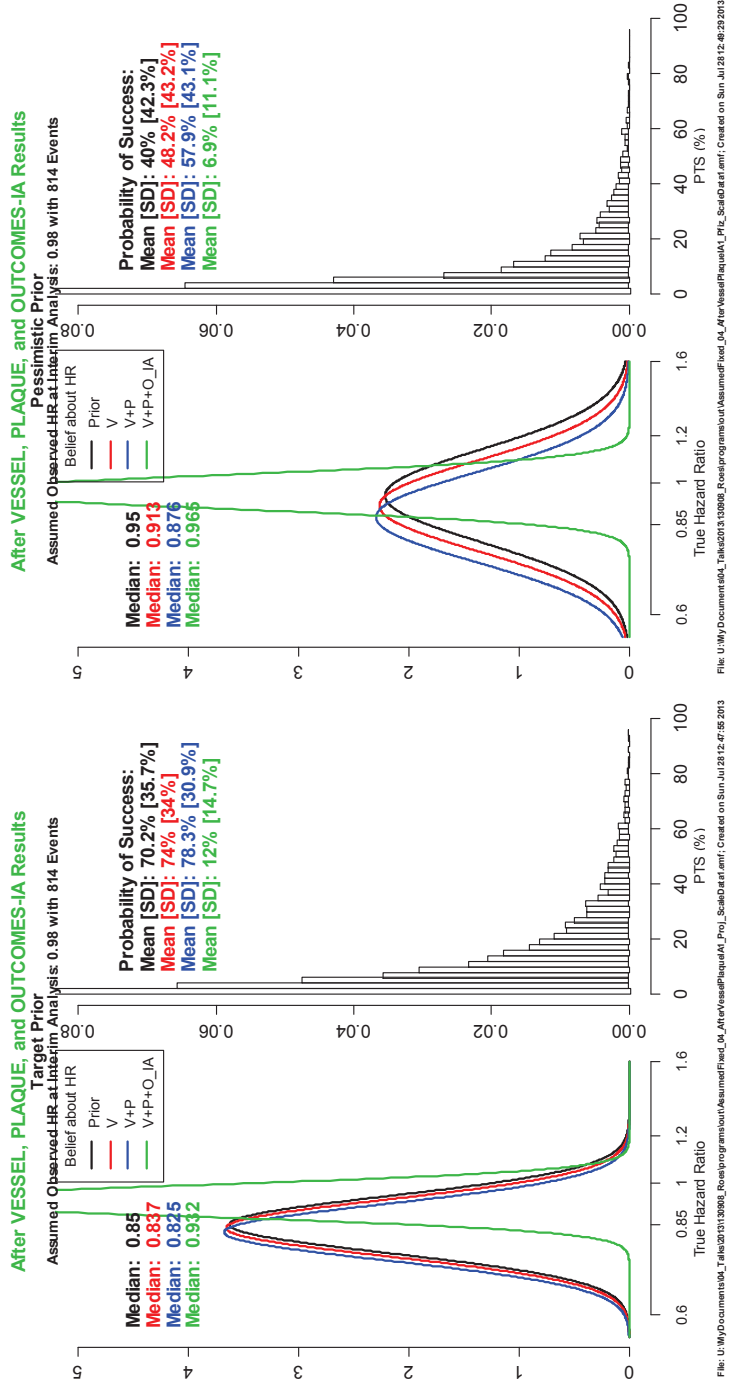 After VESSEL, PLAQUE, and OUTCOMES-IA Results
Target Prior
Assumed Observed HR at Interim Analysis: 0.98 with 814 Events
Belief about HR
Prior
V
V+P
V+P+O_IA
Median: 0.85
Median: 0.837
Median: 0.825
Median: 0.932
5
4
3
2
1
0
0.6
0.85
1
1.2
1.6
True Hazzard Ratio
Probability of Success:
Mean [SD]: 70.2% [35.7%]
Mean [SD]: 74% [34%]
Mean [SD]: 78.3% [30.9%]
Mean [SD]: 12% [14.7%]
0.08
0.06
0.04
0.02
0.00
0
20
40
60
80
100
PTS (%)
After VESSEL, PLAQUE, and OUTCOMES-IA Results
Pessimistic Prior
Assumed Observed HR at Interim Analysis: 0.98 with 814 Events
Belief about HR
Prior
V
V+P
V+P+O_IA
Median: 0.95
Median: 0.913
Median: 0.876
Median: 0.965
5
4
3
2
1
0
0.6
0.85
1
1.2
1.6
True Hazzard Ratio
Probability of Success:
Mean [SD]: 40% [42.3%]
Mean [SD]: 48.2% [43.2%]
Mean [SD]: 57.9% [43.1%]
Mean [SD]: 6.9% [11.1%]
0.08
0.06
0.04
0.02
0.00
0
20
40
60
80
100
PTS (%)